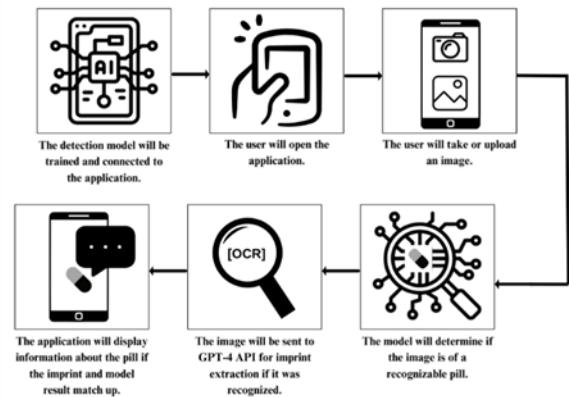 AI
The detection model will be
trained and connected to
the application.
The user will open the
application.
The user will take or upload
an image.
The model will determine if
the image is of a
recognizable pill.
[OCR]
The image will be sent to
GPT-4 API for imprint
extraction if it was
recognized.
The application will display
information about the pill if
the imprint and model
result match up.